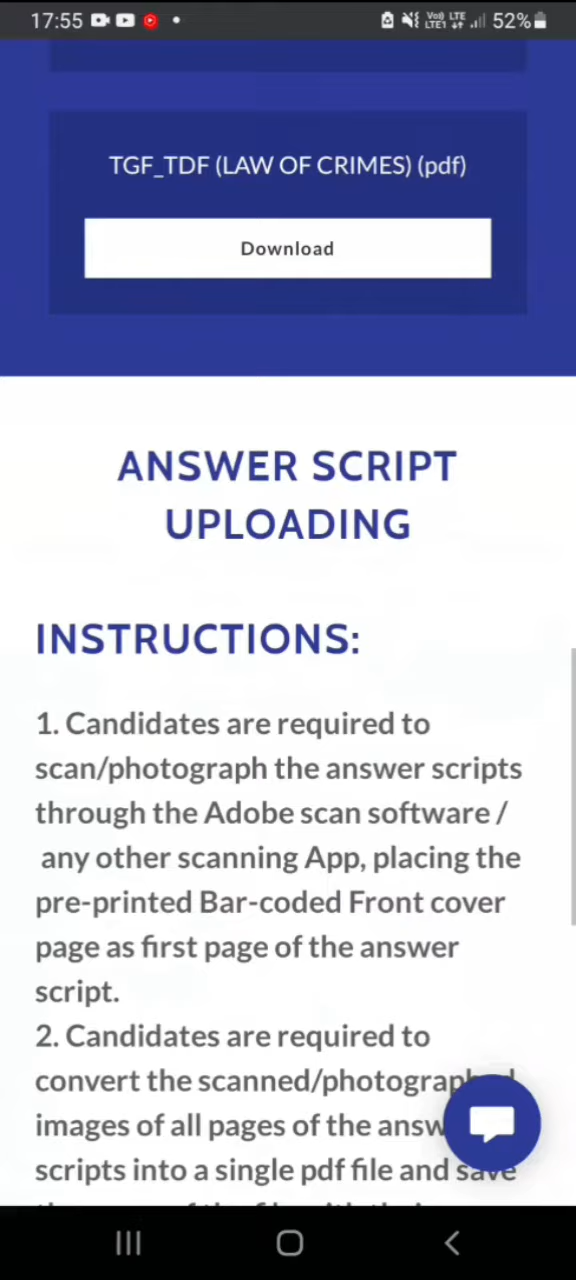 17:55 52%
TGF_TDF (LAW OF CRIMES) (pdf)
Download
ANSWER SCRIPT
UPLOADING
INSTRUCTIONS:
1. Candidates are required to
scan/photograph the answer scripts
through the Adobe scan software /
any other scanning App, placing the
pre-printed Bar-coded Front cover
page as first page of the answer
script.
2. Candidates are required to
convert the scanned/photographed
images of all pages of the
scripts into a single pdf file and save